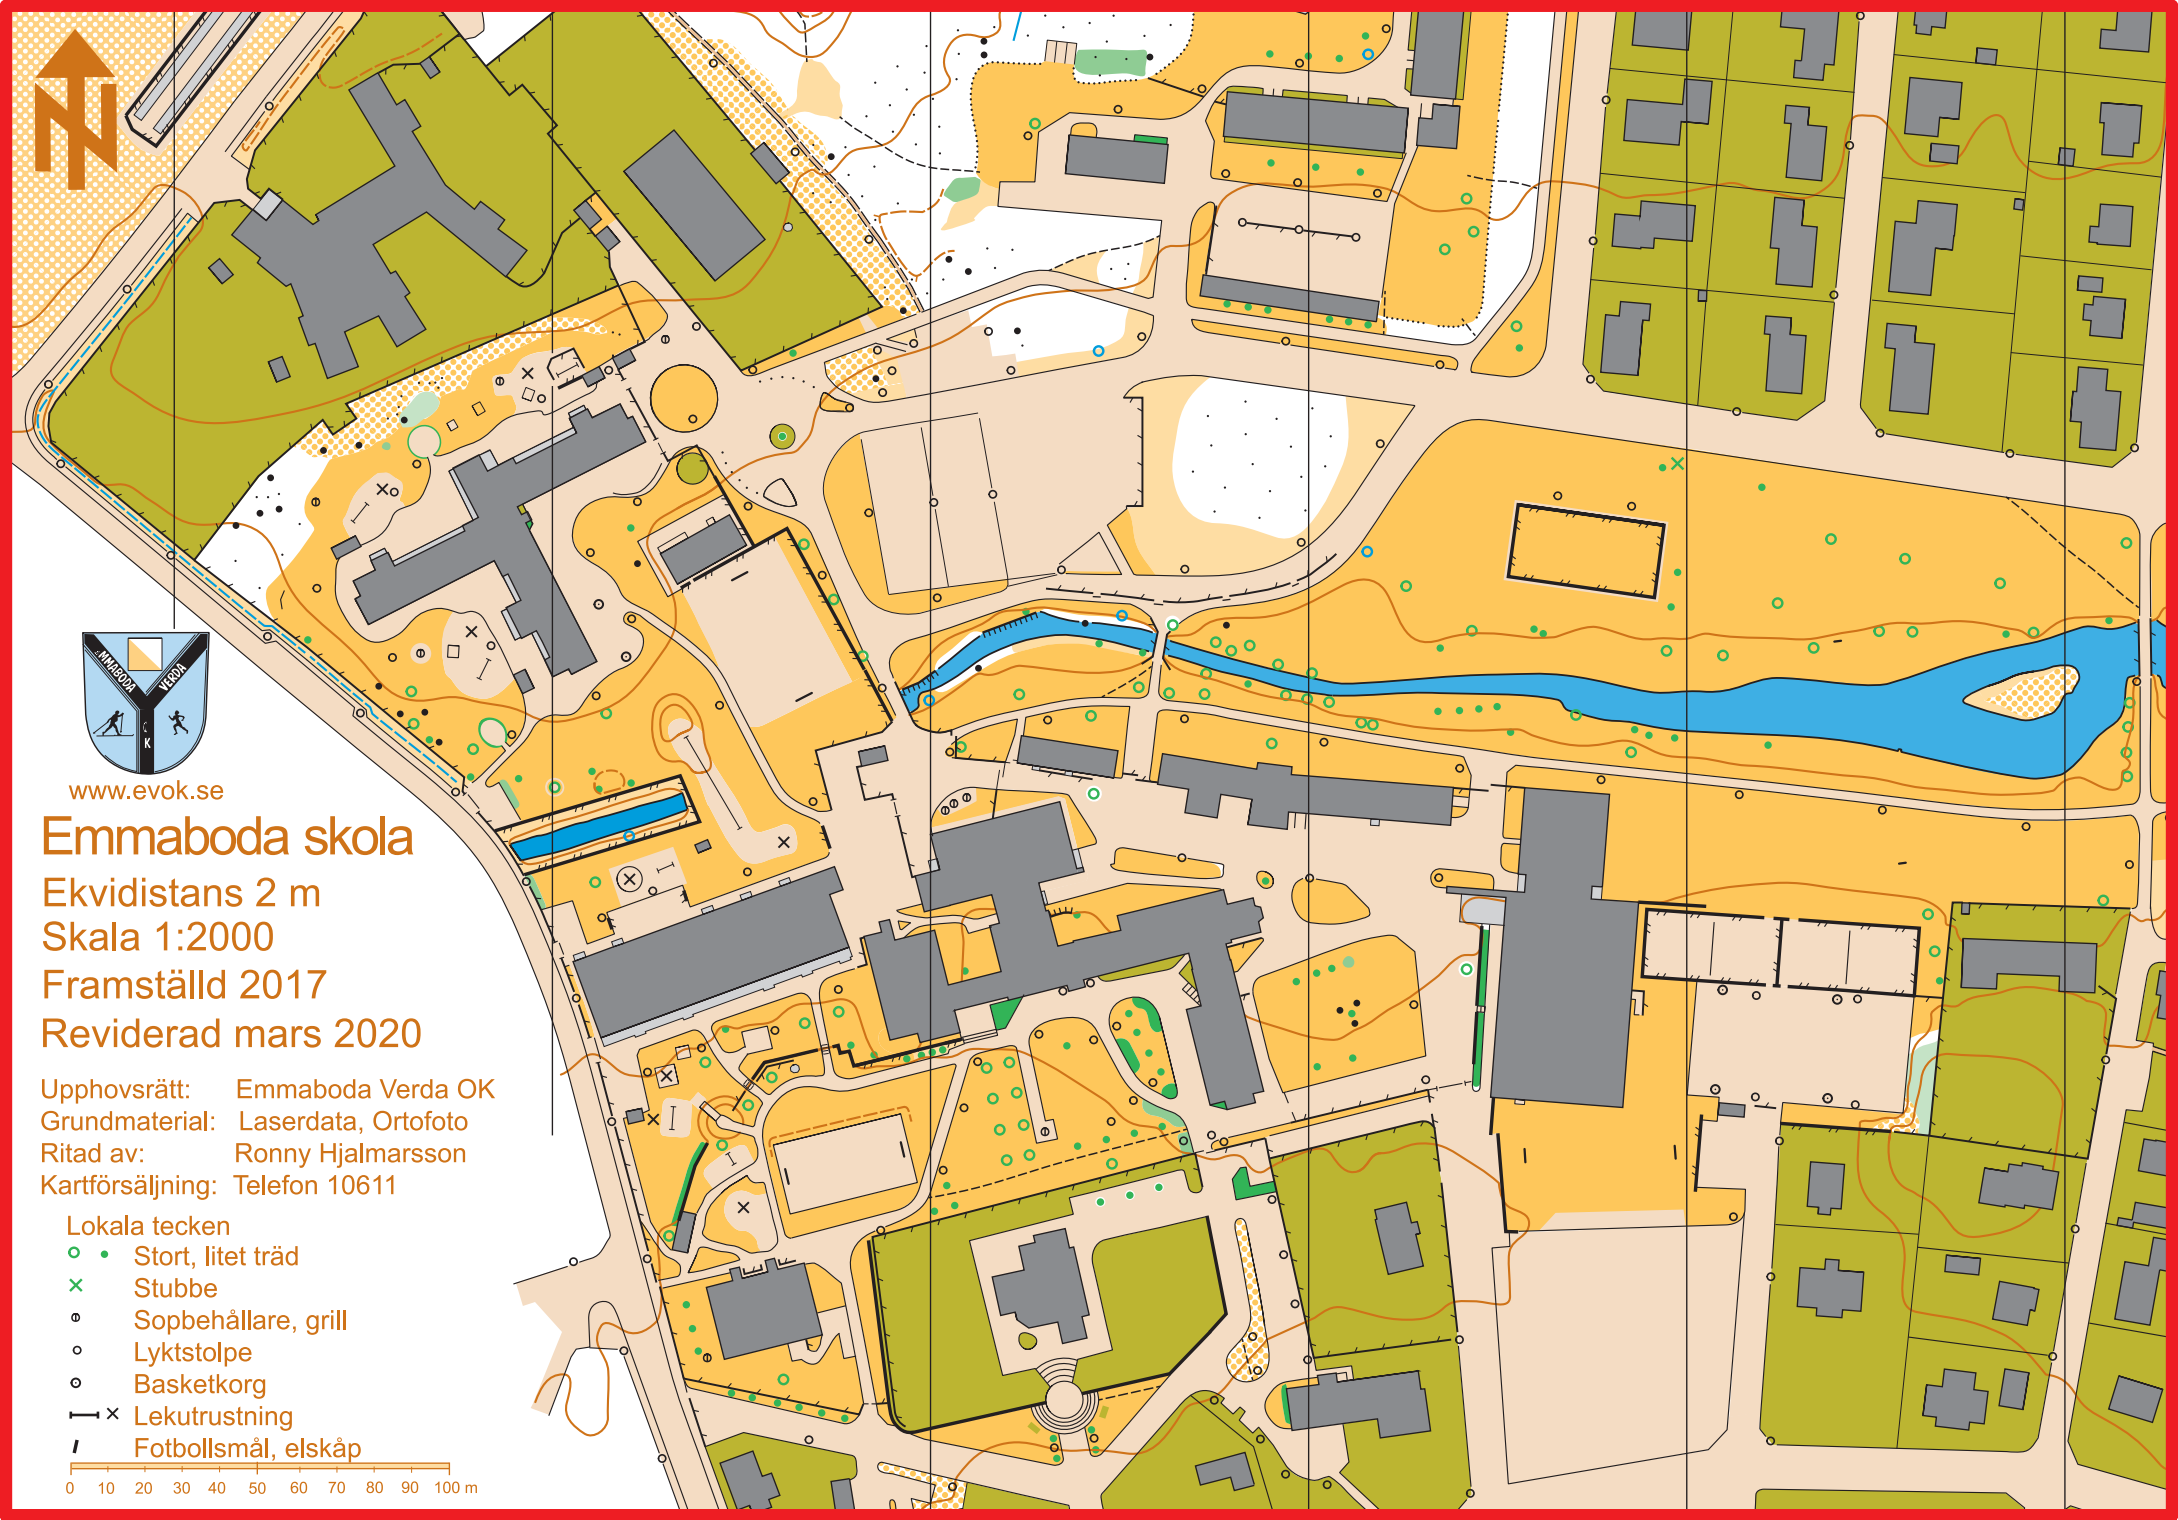 N
MMABODA VERDA
K
www.evok.se
Emmaboda skola
Ekvidistans 2 m
Skala 1:2000
Framställd 2017
Reviderad mars 2020
Upphovsrätt: Emmaboda Verda OK
Grundmaterial: Laserdata, Ortofoto
Ritad av: Ronny Hjalmarsson
Kartförsäljning: Telefon 10611
Lokala tecken
Stort, litet träd
Stubbe
Sopbehållare, grill
Lyktstolpe
Basketkorg
Lekutrustning
Fotbollsmål, elskåp
0 10 20 30 40 50 60 70 80 90 100 m